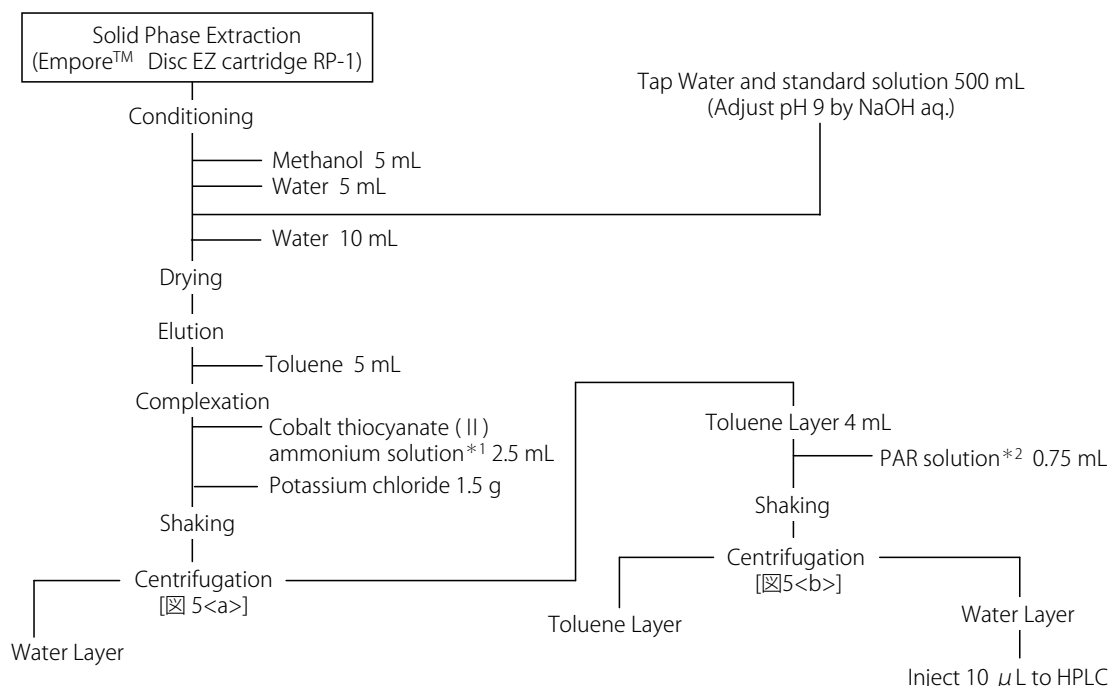 Solid Phase Extraction
(Empore™ Disc EZ cartridge RP-1)
Tap Water and standard solution 500 mL
(Adjust pH 9 by NaOH aq.)
Conditioning
Methanol 5 mL
Water 5 mL
Water 10 mL
Drying
Elution
Toluene 5 mL
Complexation
Cobalt thiocyanate (II)
ammonium solution*1 2.5 mL
Potassium chloride 1.5 g
Shaking
Centrifugation
[図 5<a>]
Water Layer
Toluene Layer 4 mL
PAR solution*2 0.75 mL
Shaking
Centrifugation
[図5<b>]
Toluene Layer
Water Layer
Inject 10 μL to HPLC